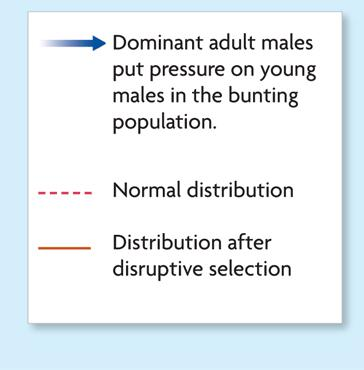 Dominant adult males
put pressure on young
males in the bunting
population.
Normal distribution
Distribution after
disruptive selection